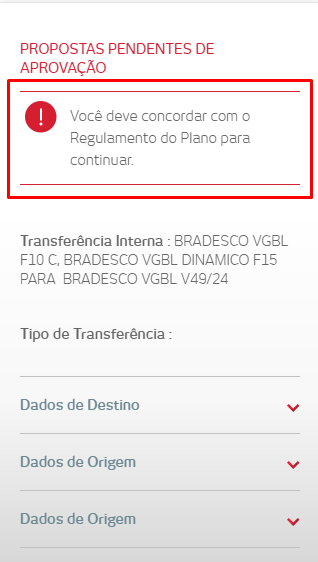 PROPOSTAS PENDENTES DE
APROVAÇÃO
Você deve concordar com o
Regulamento do Plano para
continuar.
Transferência Interna : BRADESCO VGBL
F10 C, BRADESCO VGBL DINAMICO F15
PARA BRADESCO VGBL V49/24
Tipo de Transferência :
Dados de Destino
Dados de Origem
Dados de Origem